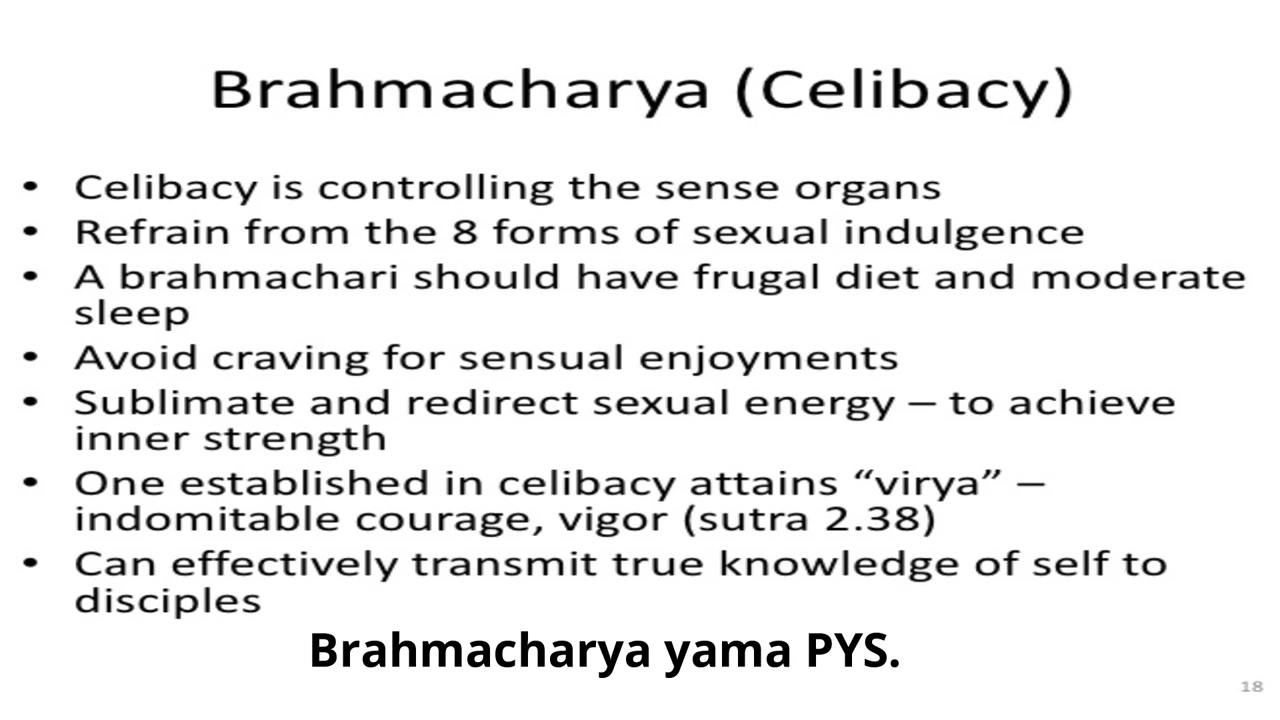 Brahmacharya (Celibacy)
• Celibacy is controlling the sense organs
• Refrain from the 8 forms of sexual indulgence
• A brahmachari should have frugal diet and moderate
sleep
• Avoid craving for sensual enjoyments
• Sublimate and redirect sexual energy – to achieve
inner strength
• One established in celibacy attains “virya” –
indomitable courage, vigor (sutra 2.38)
• Can effectively transmit true knowledge of self to
disciples
Brahmacharya yama PYS.
18